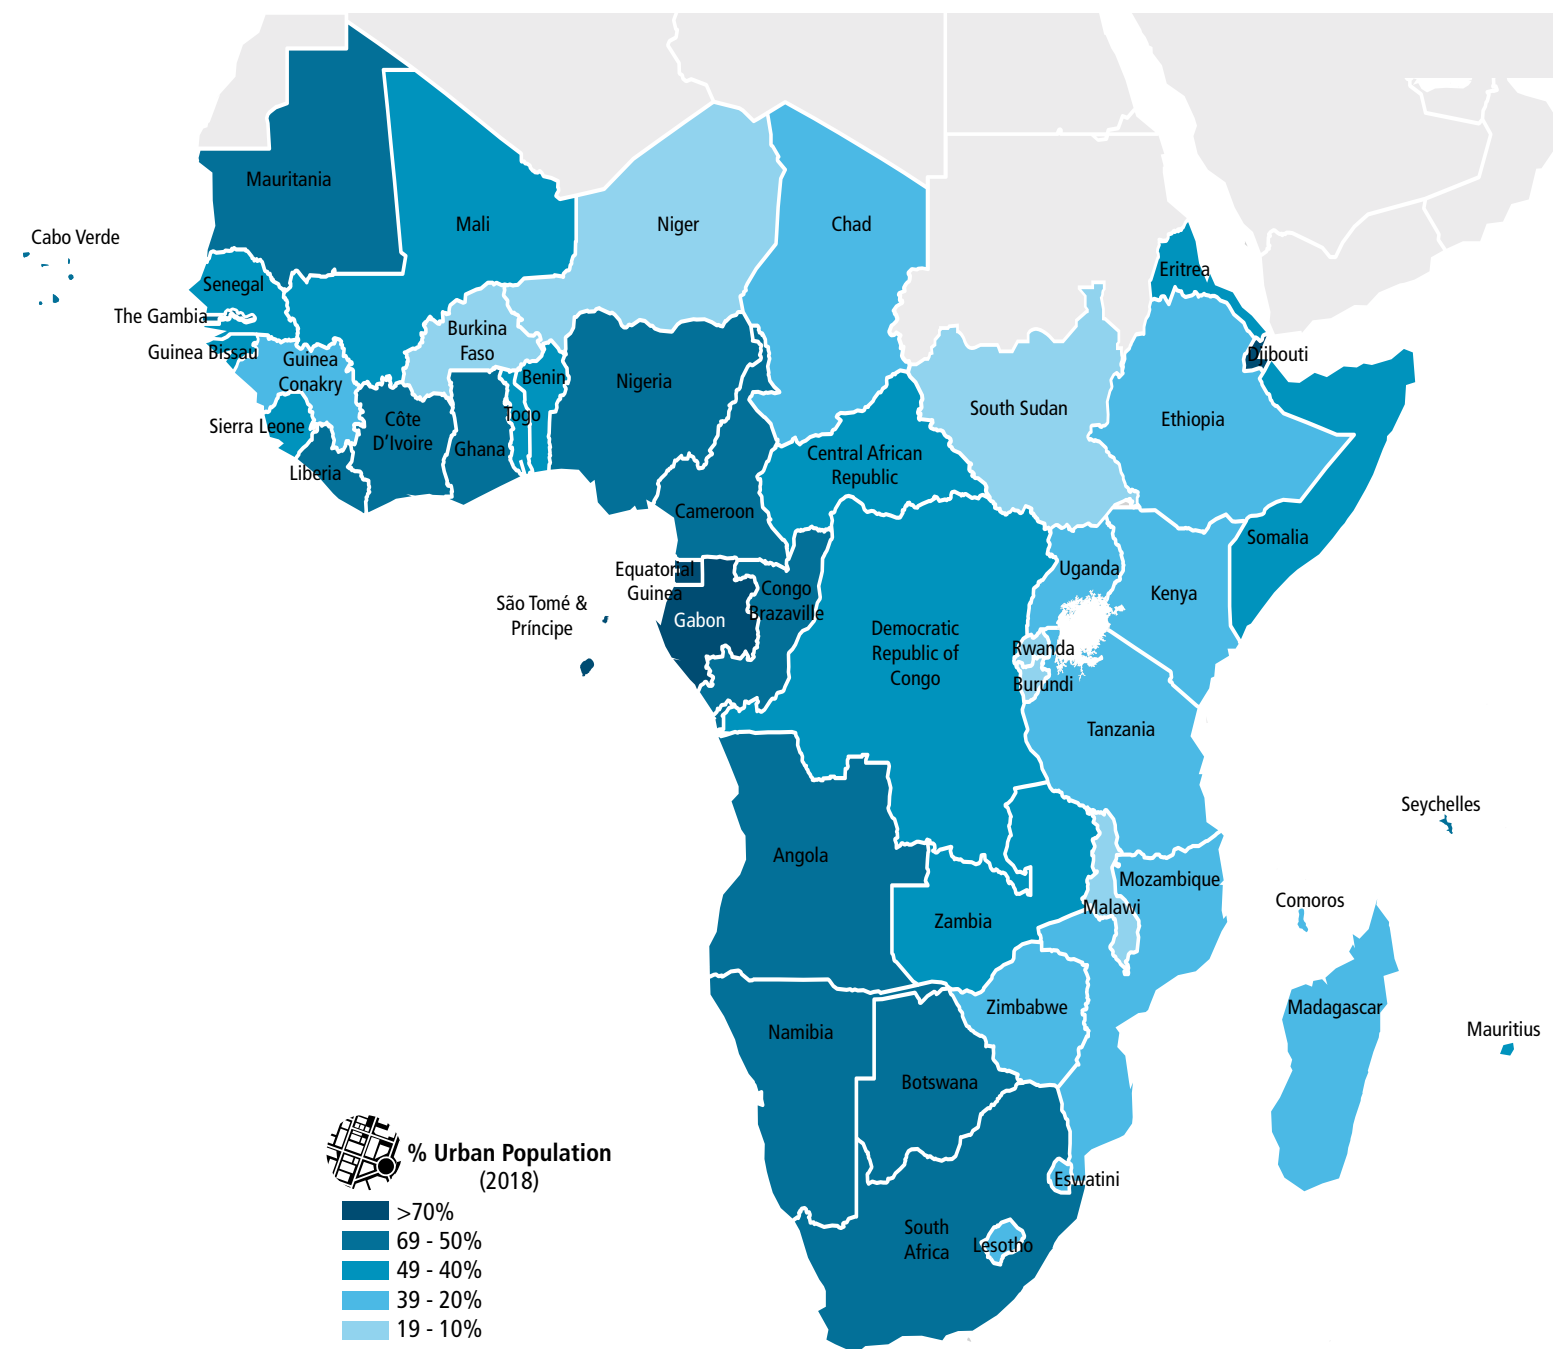 Mauritania
Mali
Niger
Chad
Cabo Verde
Senegal
Eritrea
The Gambia
Guinea Bissau
Guinea
Conakry
Burkina
Faso
Benin
Togo
Nigeria
Djibouti
South Sudan
Ethiopia
Sierra Leone
Côte
D'Ivoire
Ghana
Liberia
Central African
Republic
Cameroon
Somalia
Equatorial
Guinea
Congo
Brazaville
Uganda
Kenya
São Tomé &
Príncipe
Gabon
Democratic
Republic of
Congo
Rwanda
Burundi
Tanzania
Seychelles
Angola
Mozambique
Malawi
Comoros
Zambia
Zimbabwe
Madagascar
Mauritius
Namibia
Botswana
Eswatini
South
Africa
Lesotho
% Urban Population
(2018)
>70%
69 - 50%
49 - 40%
39 - 20%
19 - 10%